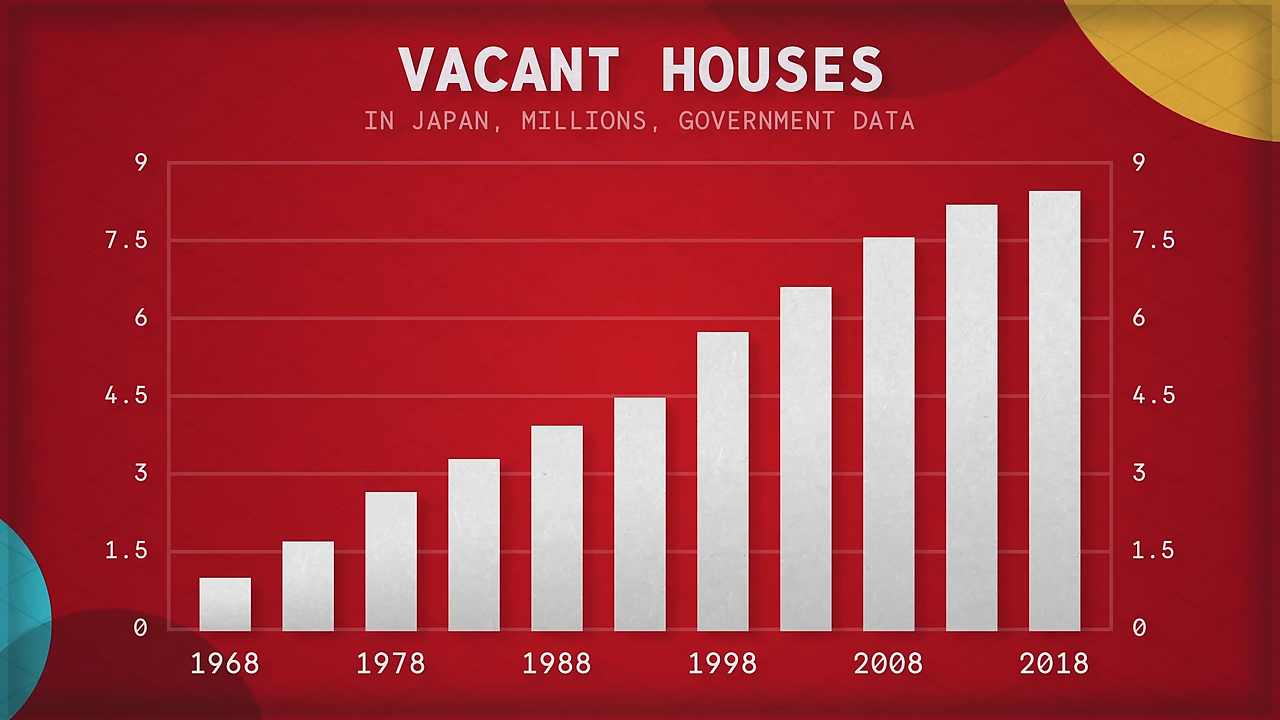 VACANT HOUSES
IN JAPAN, MILLIONS, GOVERNMENT DATA
9 9
7.5 7.5
6 6
4.5 4.5
3 3
1.5 1.5
0 0
1968 1978 1988 1998 2008 2018